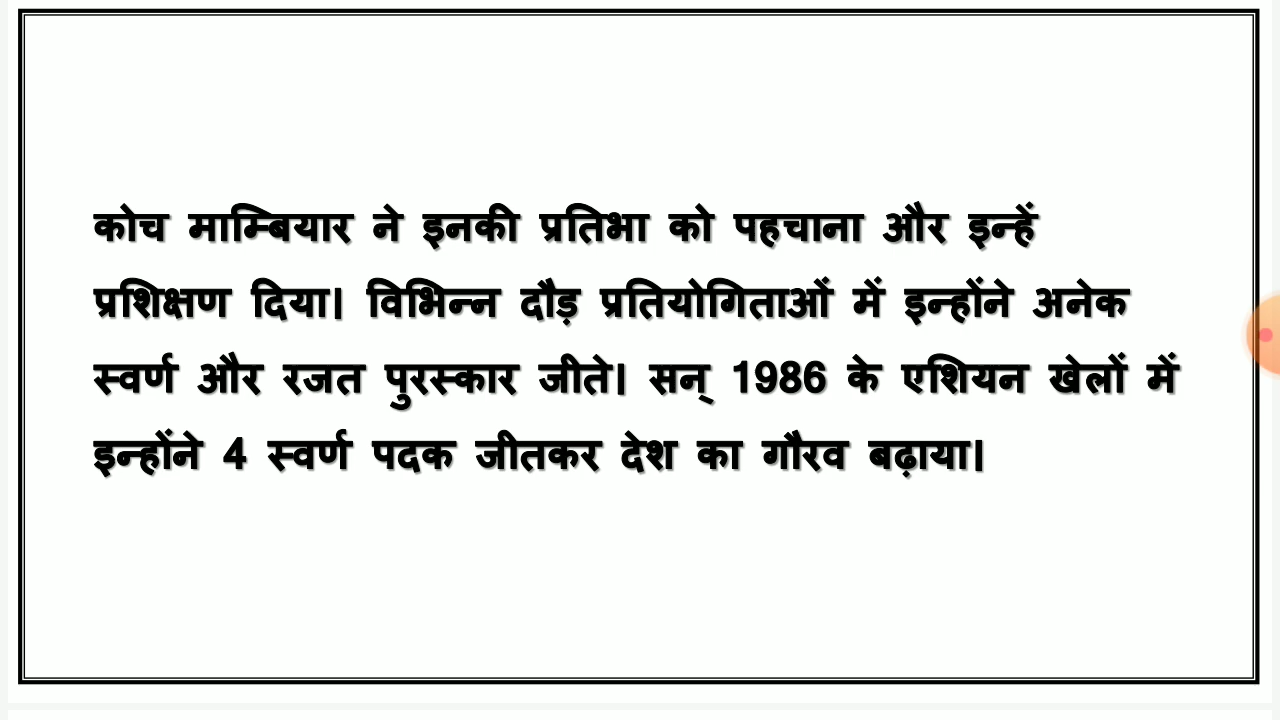 कोच माम्बियार ने इनकी प्रतिभा को पहचाना और इन्हें
प्रशिक्षण दिया। विभिन्न दौड़ प्रतियोगिताओं में इन्होंने अनेक
स्वर्ण और रजत पुरस्कार जीते। सन् 1986 के एशियन खेलों में
इन्होंने 4 स्वर्ण पदक जीतकर देश का गौरव बढ़ाया।